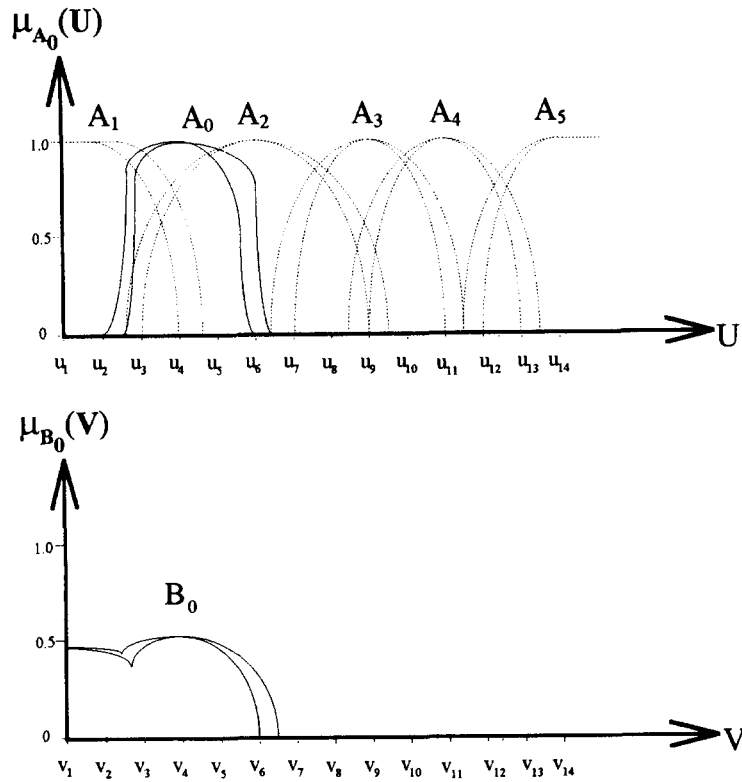 μ_A₀(U)
A₁ A₀ A₂ A₃ A₄ A₅
1.0
0.5
0
U
u₁ u₂ u₃ u₄ u₅ u₆ u₇ u₈ u₉ u₁₀ u₁₁ u₁₂ u₁₃ u₁₄
μ_B₀(V)
1.0
B₀
0.5
0
V
v₁ v₂ v₃ v₄ v₅ v₆ v₇ v₈ v₉ v₁₀ v₁₁ v₁₂ v₁₃ v₁₄